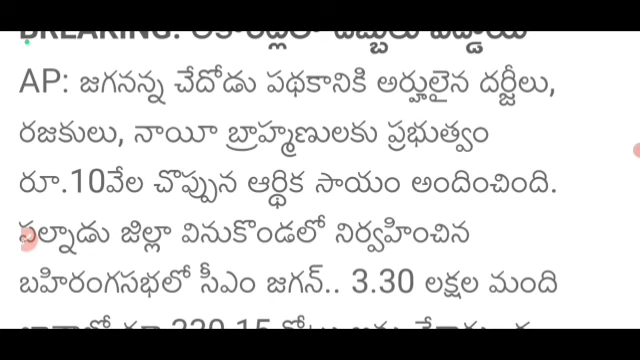 BREAKING:
AP: జగనన్న చేదోడు పథకానికి అర్హులైన దర్జీలు,
రజకులు, నాయీ బ్రాహ్మణులకు ప్రభుత్వం
రూ.10వేల చొప్పున ఆర్థిక సాయం అందించింది.
పల్నాడు జిల్లా వినుకొండలో నిర్వహించిన
బహిరంగసభలో సీఎం జగన్.. 3.30 లక్షల మంది